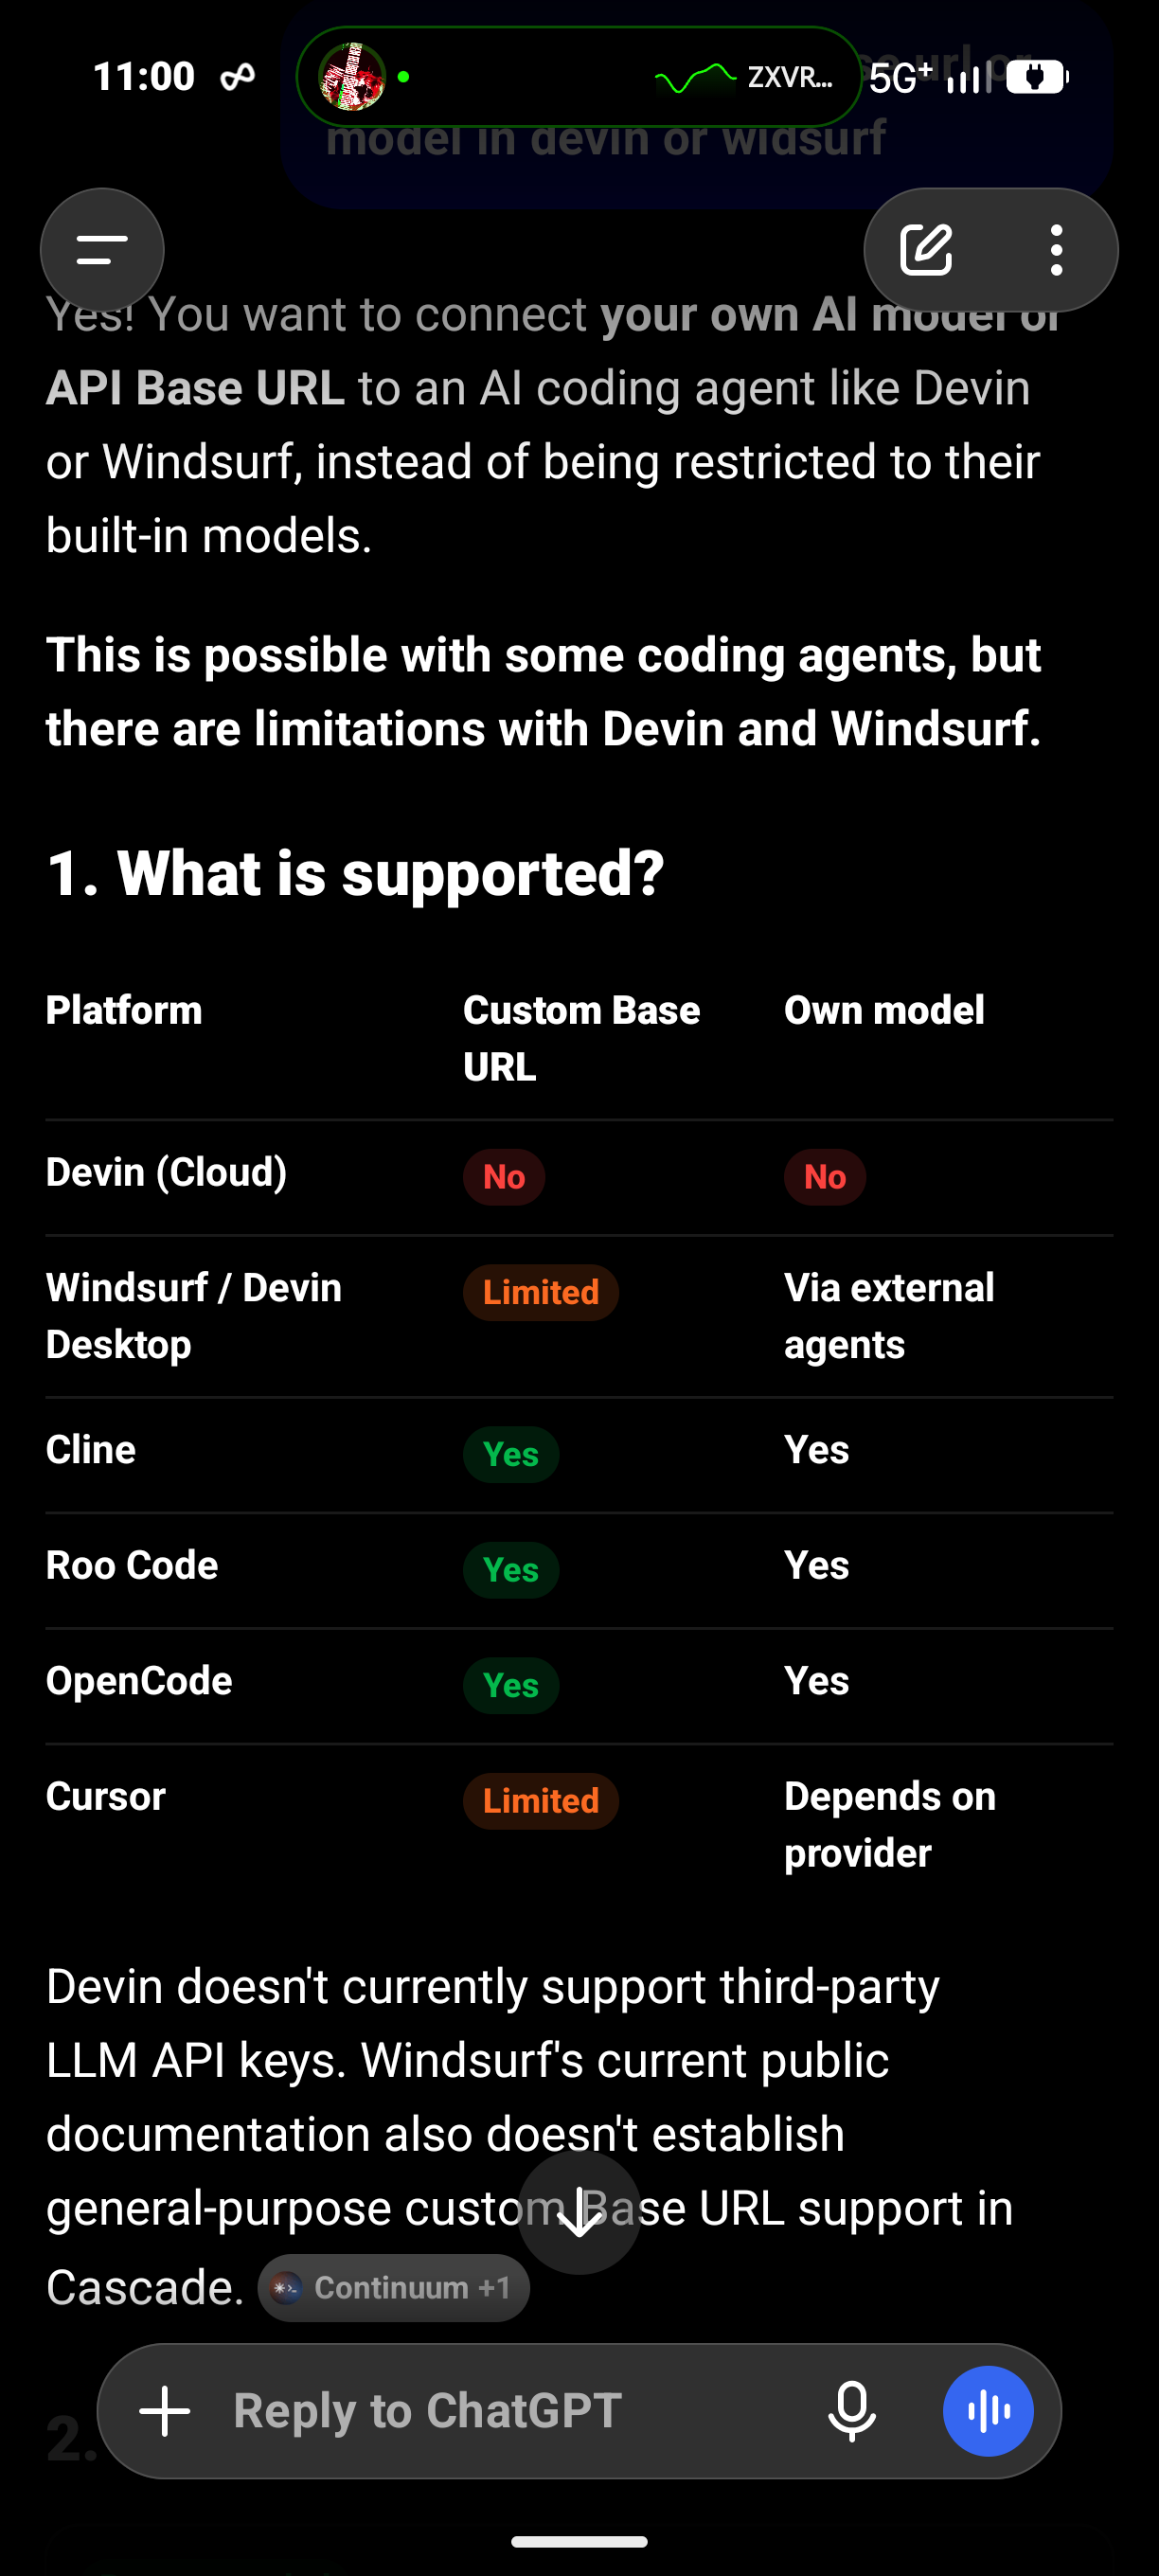 11:00
ZXVR...
5G+
se url or
model in devin or widsurf
Yes! You want to connect your own AI model or
API Base URL to an AI coding agent like Devin
or Windsurf, instead of being restricted to their
built-in models.
This is possible with some coding agents, but
there are limitations with Devin and Windsurf.
1. What is supported?
Platform
Custom Base
URL
Own model
Devin (Cloud)
No
No
Windsurf / Devin
Desktop
Limited
Via external
agents
Cline
Yes
Yes
Roo Code
Yes
Yes
OpenCode
Yes
Yes
Cursor
Limited
Depends on
provider
Devin doesn't currently support third-party
LLM API keys. Windsurf's current public
documentation also doesn't establish
general-purpose custom Base URL support in
Cascade. Continuum +1
2.
Reply to ChatGPT